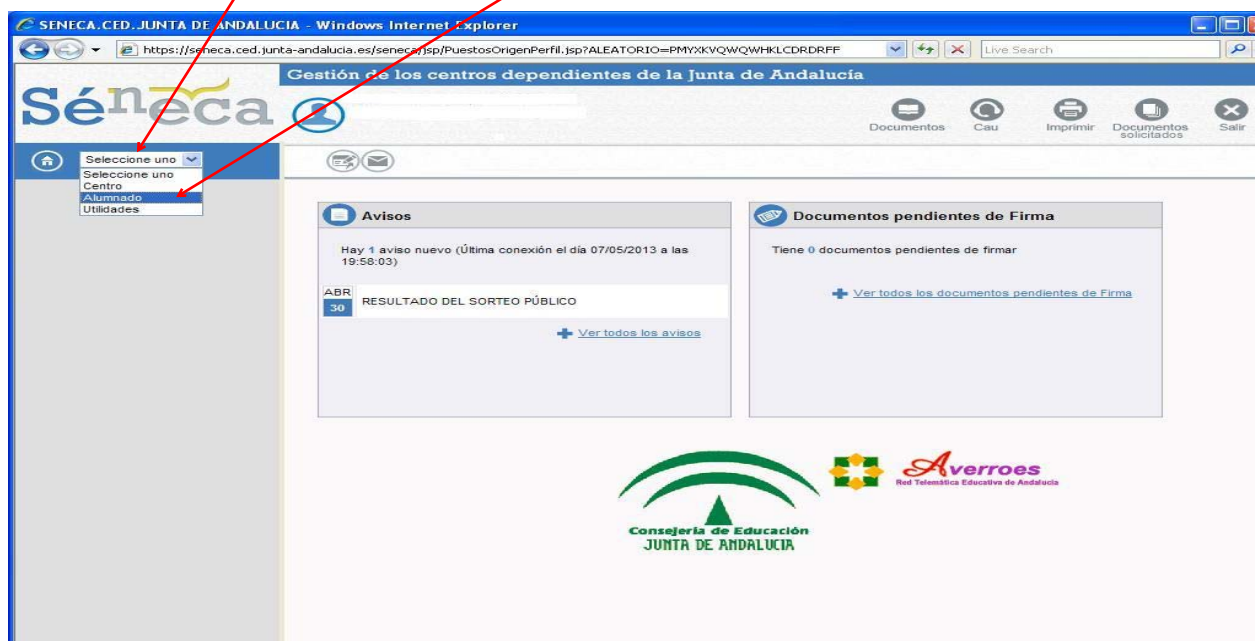 SENECA.CED.JUNTA DE ANDALUCIA - Windows Internet Explorer
https://seneca.ced.junta-andalucia.es/seneca/jsp/PuestosOrigenPerfil.jsp?ALEATORIO=PMYXKVQWQWHKLCDRDRFF
Live Search
Gestión de los centros dependientes de la Junta de Andalucía
Séneca
Documentos
Cau
Imprimir
Documentos
solicitados
Salir
Seleccione uno
Seleccione uno
Centro
Alumnado
Utilidades
Avisos
Hay 1 aviso nuevo (Última conexión el día 07/05/2013 a las
19:58:03)
ABR
30
RESULTADO DEL SORTEO PÚBLICO
Ver todos los avisos
Documentos pendientes de Firma
Tiene 0 documentos pendientes de firmar
Ver todos los documentos pendientes de Firma
Consejería de Educación
JUNTA DE ANDALUCIA
Averroes
Red Telemática Educativa de Andalucía